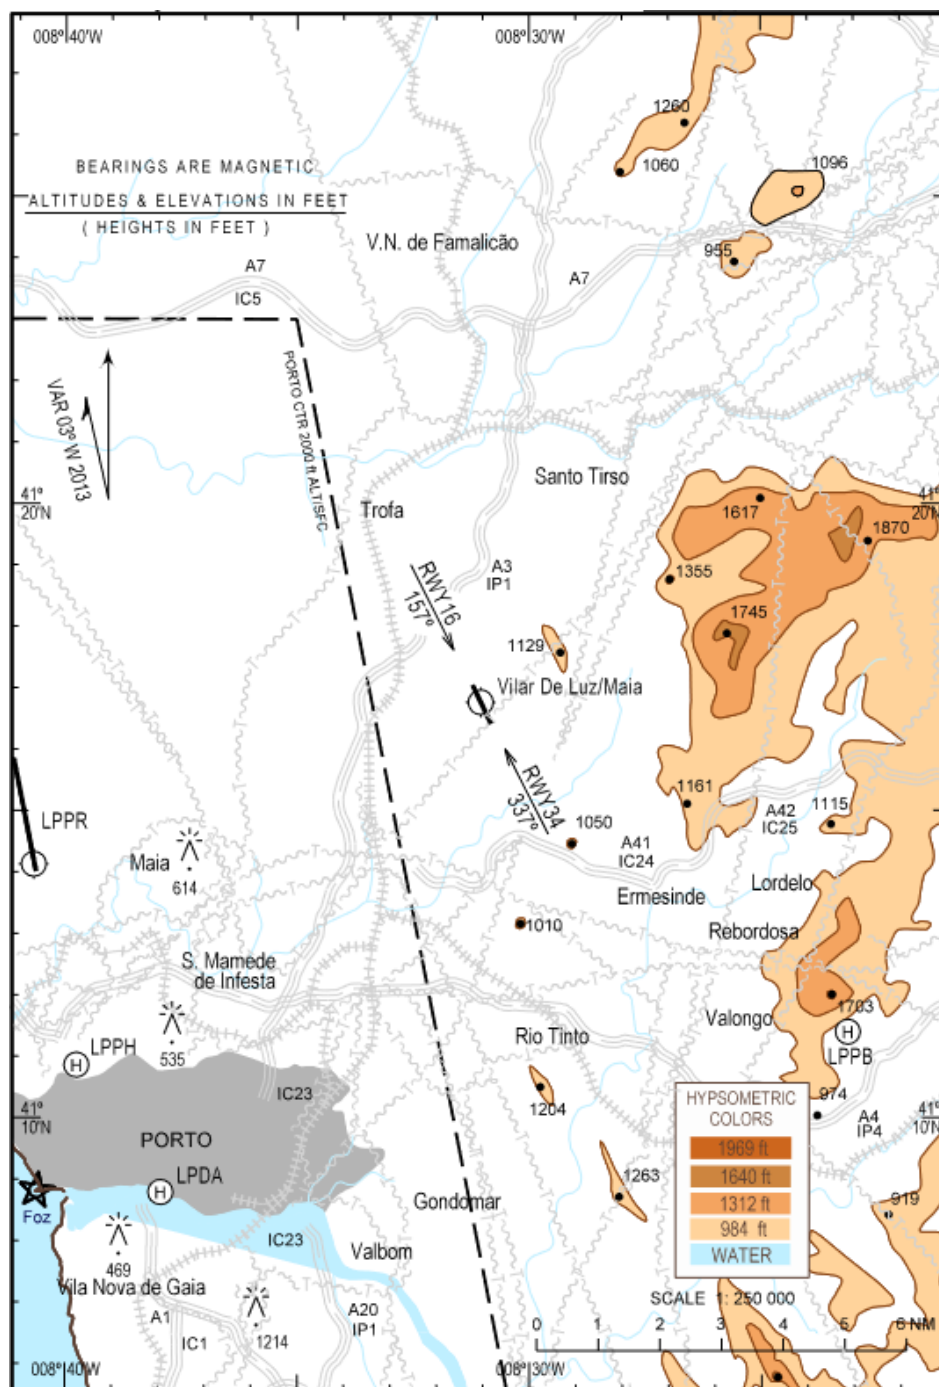 008°40'W
008°30'W
1260
1060
1096
BEARINGS ARE MAGNETIC
ALTITUDES & ELEVATIONS IN FEET
( HEIGHTS IN FEET )
V.N. de Famalicão
955
A7
IC5
A7
PORTO CTR 2000 ft ALT/SFC
VAR 03° W 2013
Santo Tirso
41°
20'N
41°
20'N
Trofa
1617
1870
A3
IP1
1355
RWY16
157°
1745
1129
Vilar De Luz/Maia
RWY34
337°
1161
A42
IC25
1115
LPPR
1050
A41
IC24
Maia
614
Lordelo
Ermesinde
1010
Rebordosa
S. Mamede
de Infesta
1703
Valongo
LPPB
Rio Tinto
LPPH
535
IC23
1204
974
A4
IP4
41°
10'N
41°
10'N
HYPSOMETRIC
COLORS
1969 ft
1640 ft
1312 ft
984 ft
WATER
PORTO
LPDA
1263
Gondomar
919
Foz
IC23
Valbom
469
Vila Nova de Gaia
A1
IC1
1214
A20
IP1
SCALE 1: 250 000
0 1 2 3 4 5 6 NM
008°40'W
008°30'W